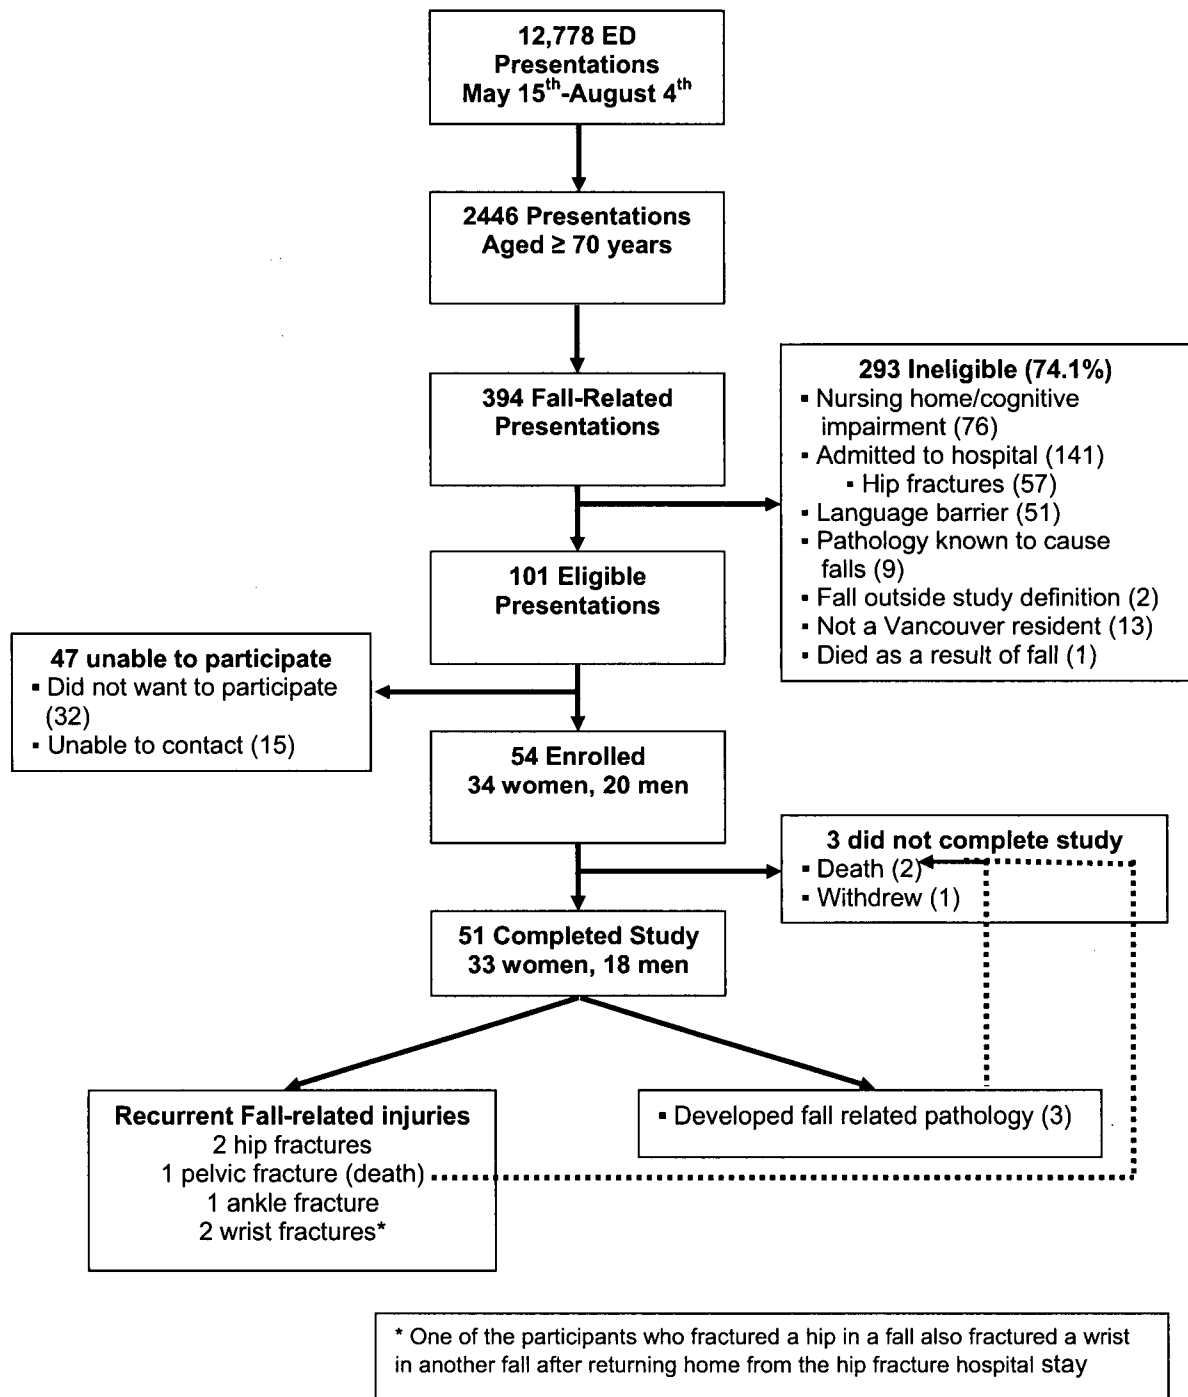 12,778 ED
Presentations
May 15th-August 4th
2446 Presentations
Aged ≥ 70 years
394 Fall-Related
Presentations
293 Ineligible (74.1%)
▪ Nursing home/cognitive
impairment (76)
▪ Admitted to hospital (141)
▪ Hip fractures (57)
▪ Language barrier (51)
▪ Pathology known to cause
falls (9)
▪ Fall outside study definition (2)
▪ Not a Vancouver resident (13)
▪ Died as a result of fall (1)
101 Eligible
Presentations
47 unable to participate
▪ Did not want to participate
(32)
▪ Unable to contact (15)
54 Enrolled
34 women, 20 men
3 did not complete study
▪ Death (2)
▪ Withdrew (1)
51 Completed Study
33 women, 18 men
Recurrent Fall-related injuries
2 hip fractures
1 pelvic fracture (death)
1 ankle fracture
2 wrist fractures*
▪ Developed fall related pathology (3)
* One of the participants who fractured a hip in a fall also fractured a wrist
in another fall after returning home from the hip fracture hospital stay